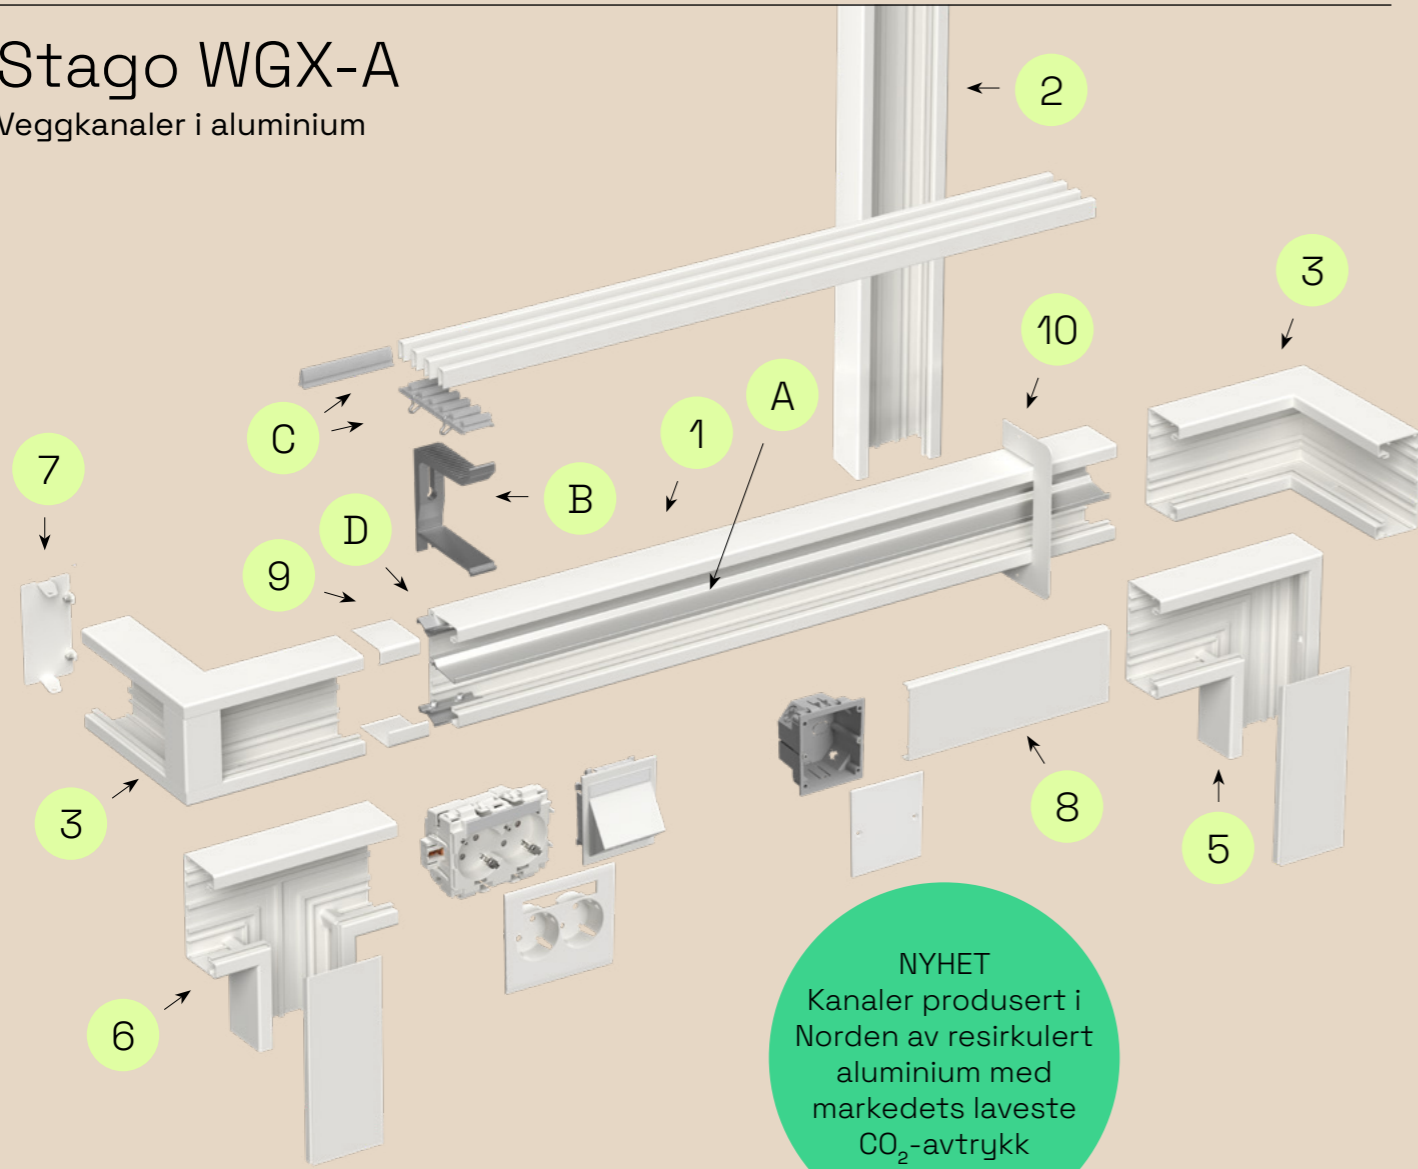 Stago WGX-A
Veggkanaler i aluminium
2
3
10
A
1
C
7
B
D
9
8
3
5
6
NYHET
Kanaler produsert i
Norden av resirkulert
aluminium med
markedets laveste
CO₂-avtrykk